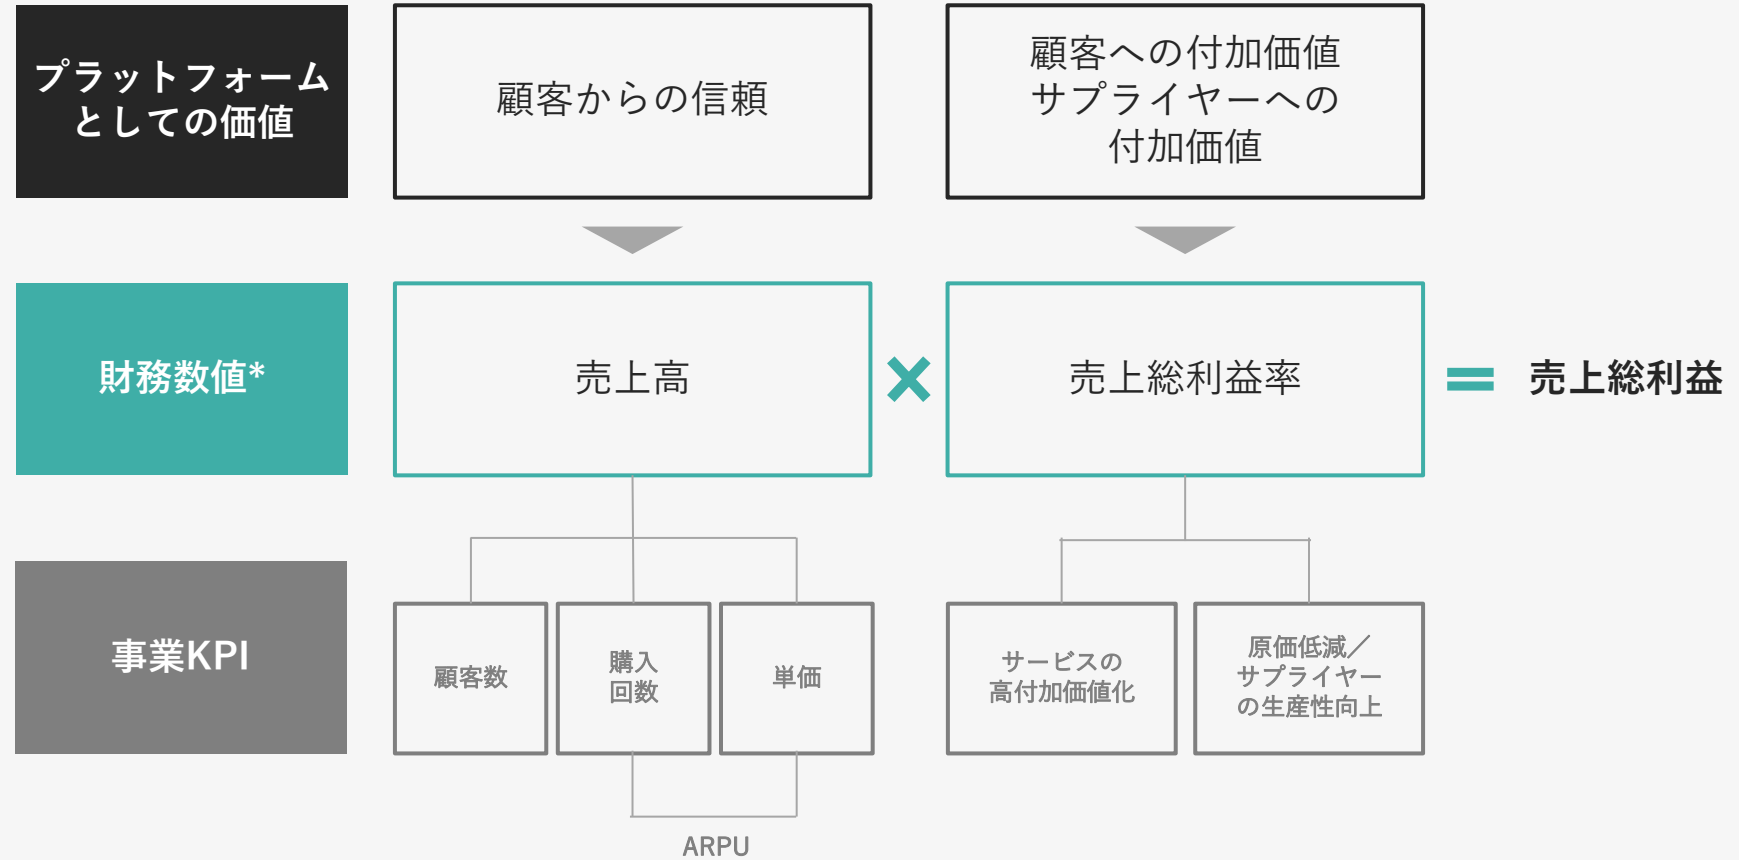 プラットフォーム
としての価値
顧客からの信頼
顧客への付加価値
サプライヤーへの
付加価値
財務数値*
売上高
×
売上総利益率
=
売上総利益
事業KPI
顧客数
購入
回数
単価
サービスの
高付加価値化
原価低減／
サプライヤー
の生産性向上
ARPU